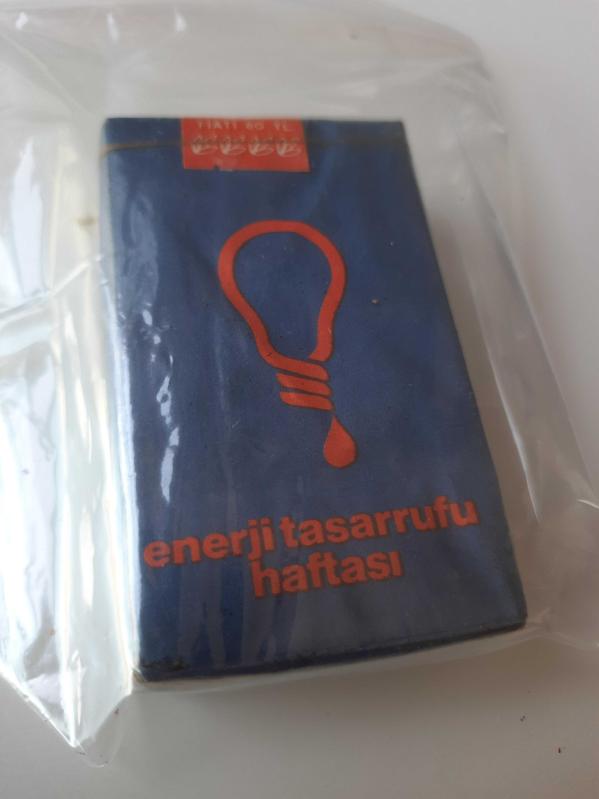 FİATI 60 TL.
enerji tasarrufu
haftası